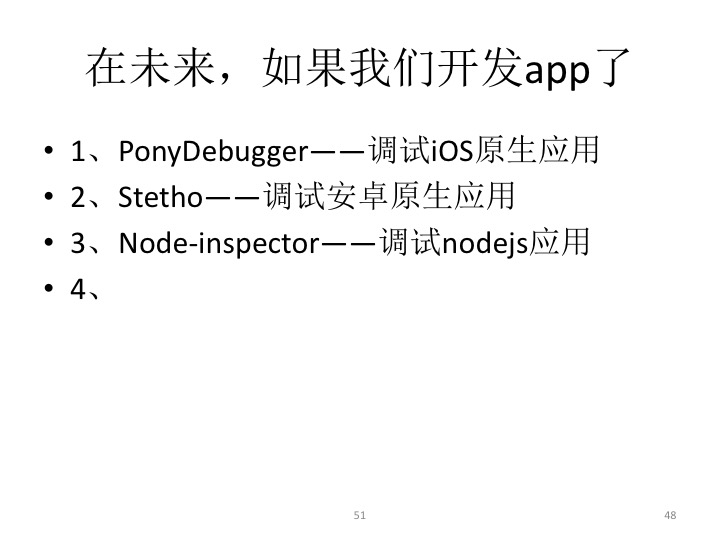 在未来，如果我们开发app了
• 1、PonyDebugger——调试iOS原生应用
• 2、Stetho——调试安卓原生应用
• 3、Node-inspector——调试nodejs应用
• 4、
51
48